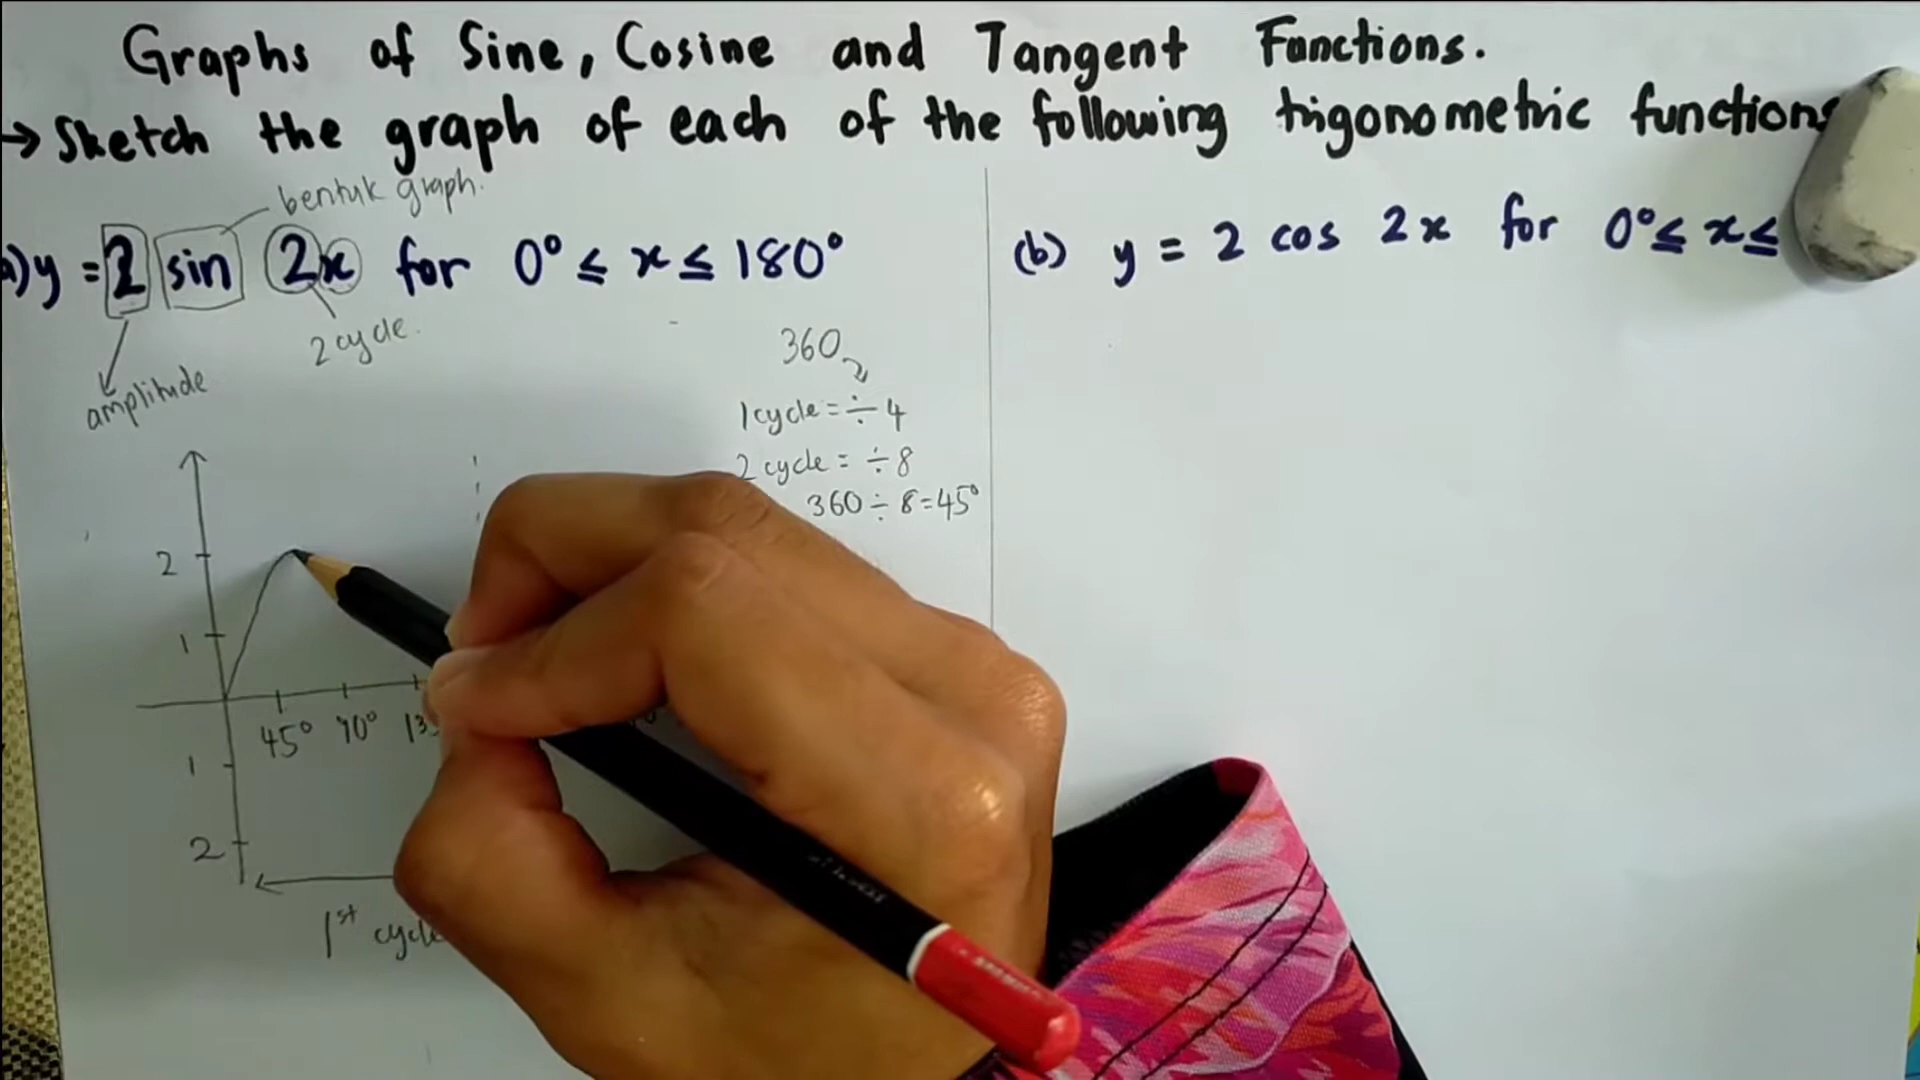 Graphs of Sine, Cosine and Tangent Functions.
→ Sketch the graph of each of the following trigonometric functions
bentuk graph.
a) y = 2 sin 2x for 0° ≤ x ≤ 180°
(b) y = 2 cos 2x for 0° ≤ x ≤
2 cycle.
amplitude
360
1 cycle = ÷ 4
2 cycle = ÷ 8
360 ÷ 8 = 45°
2
1
45° 90° 13
1
2
1st cycle